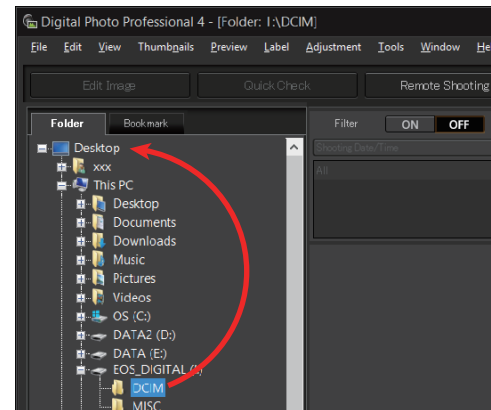 Digital Photo Professional 4 - [Folder: I:\DCIM]
File Edit View Thumbnails Preview Label Adjustment Tools Window He
Edit Image Quick Check Remote Shooting
Folder Bookmark Filter ON OFF
Shooting Date/Time
All
Desktop
xxx
This PC
Desktop
Documents
Downloads
Music
Pictures
Videos
OS (C:)
DATA2 (D:)
DATA (E:)
EOS_DIGITAL (I:)
DCIM
MISC